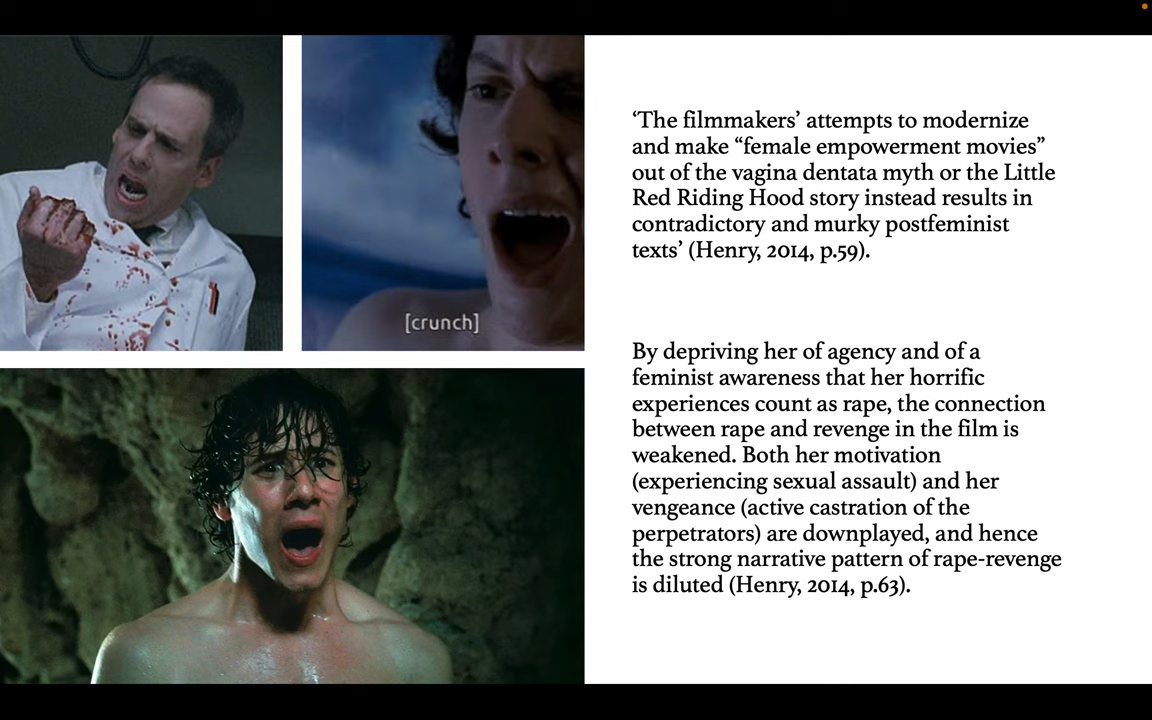 [crunch]
‘The filmmakers’ attempts to modernize
and make “female empowerment movies”
out of the vagina dentata myth or the Little
Red Riding Hood story instead results in
contradictory and murky postfeminist
texts’ (Henry, 2014, p.59).
By depriving her of agency and of a
feminist awareness that her horrific
experiences count as rape, the connection
between rape and revenge in the film is
weakened. Both her motivation
(experiencing sexual assault) and her
vengeance (active castration of the
perpetrators) are downplayed, and hence
the strong narrative pattern of rape-revenge
is diluted (Henry, 2014, p.63).